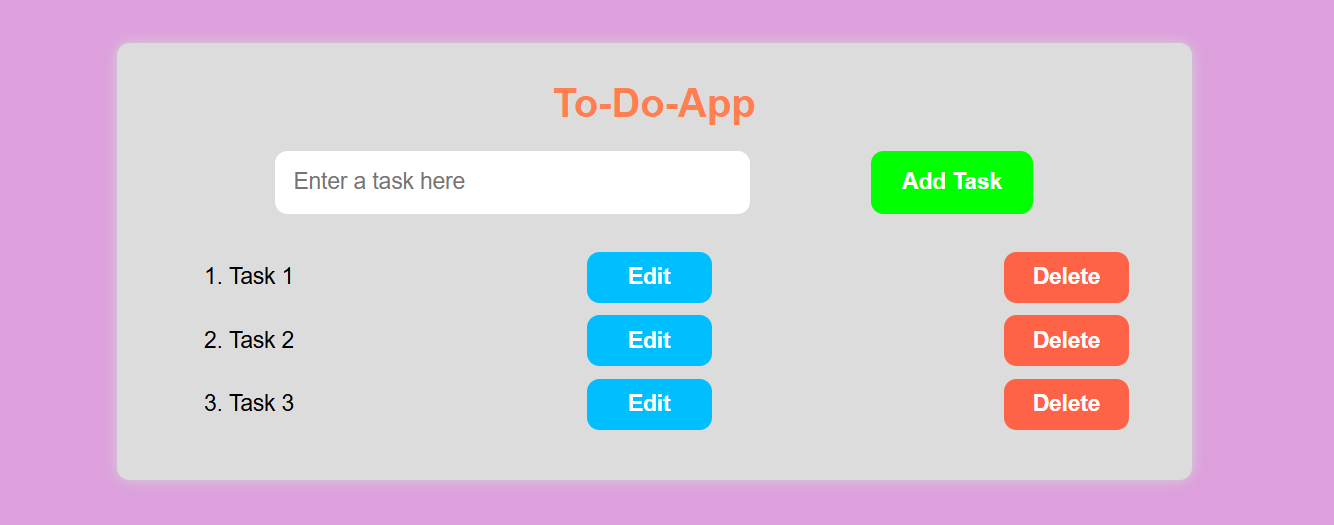 To-Do-App
Enter a task here Add Task
1. Task 1 Edit Delete
2. Task 2 Edit Delete
3. Task 3 Edit Delete